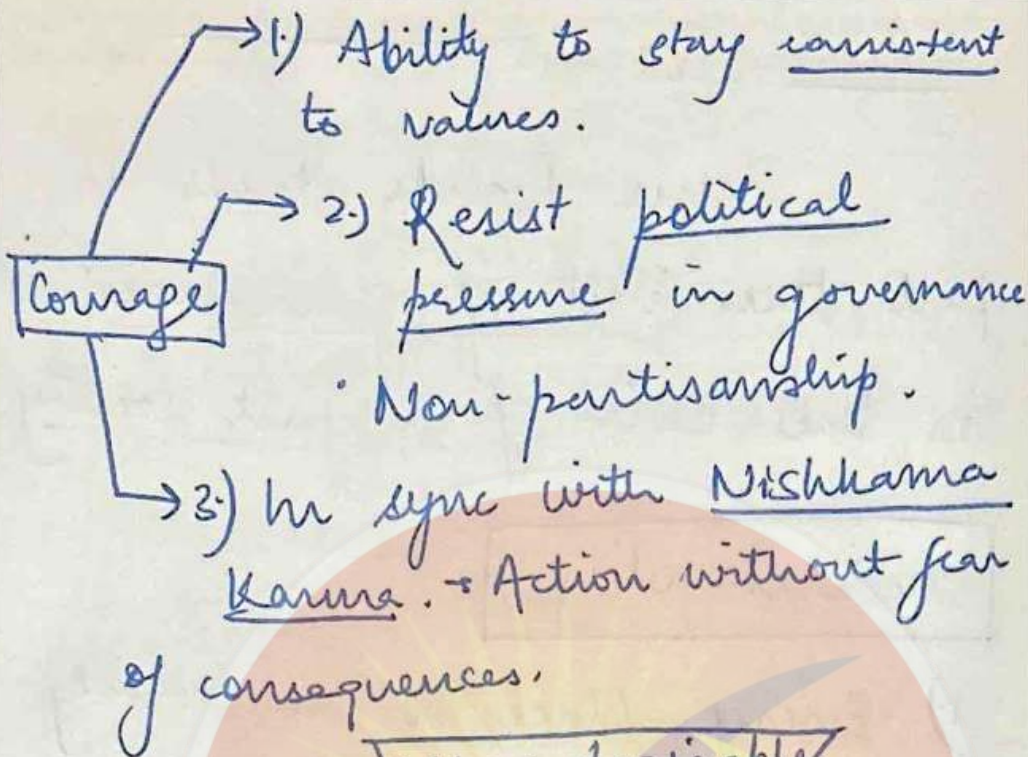 1.) Ability to stay consistent
to values.
2.) Resist political
Courage
pressure in governance
· Non-partisanship.
3.) In sync with Nishkama
Karma. → Action without fear
of consequences.